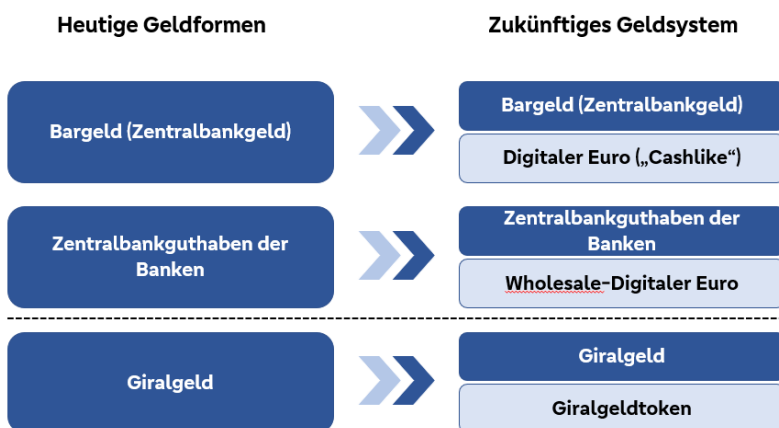 Heutige Geldformen
Zukünftiges Geldsystem
Bargeld (Zentralbankgeld)
Bargeld (Zentralbankgeld)
Digitaler Euro („Cashlike“)
Zentralbankguthaben der
Banken
Zentralbankguthaben der
Banken
Wholesale-Digitaler Euro
Giralgeld
Giralgeld
Giralgeldtoken